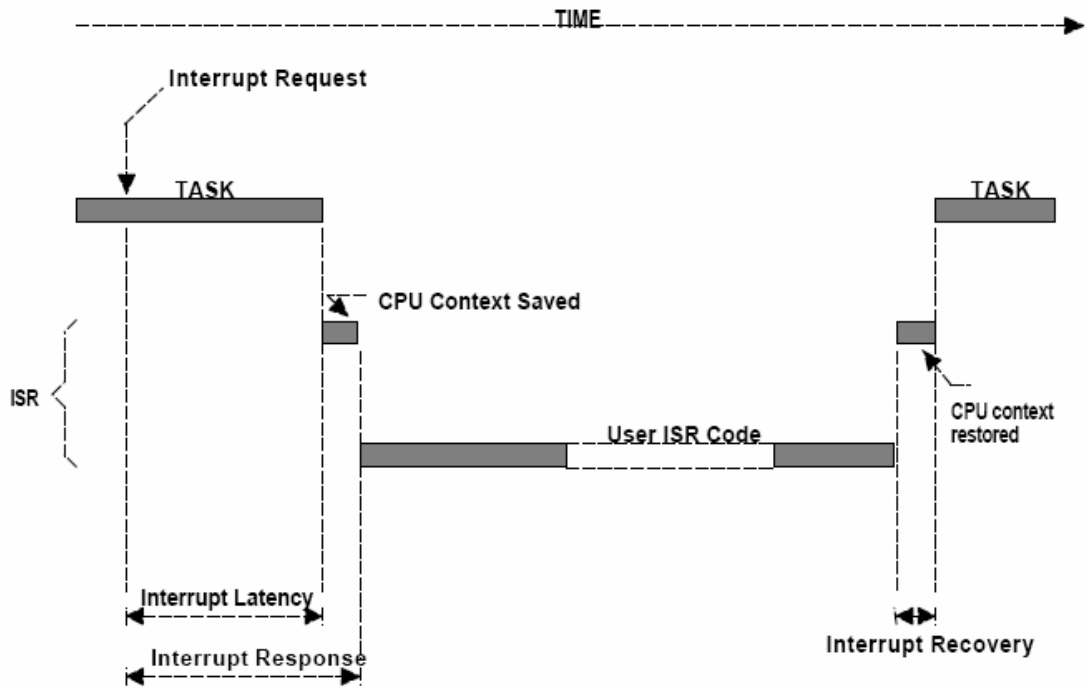 TIME
Interrupt Request
TASK
TASK
CPU Context Saved
ISR
CPU context
restored
User ISR Code
Interrupt Latency
Interrupt Recovery
Interrupt Response